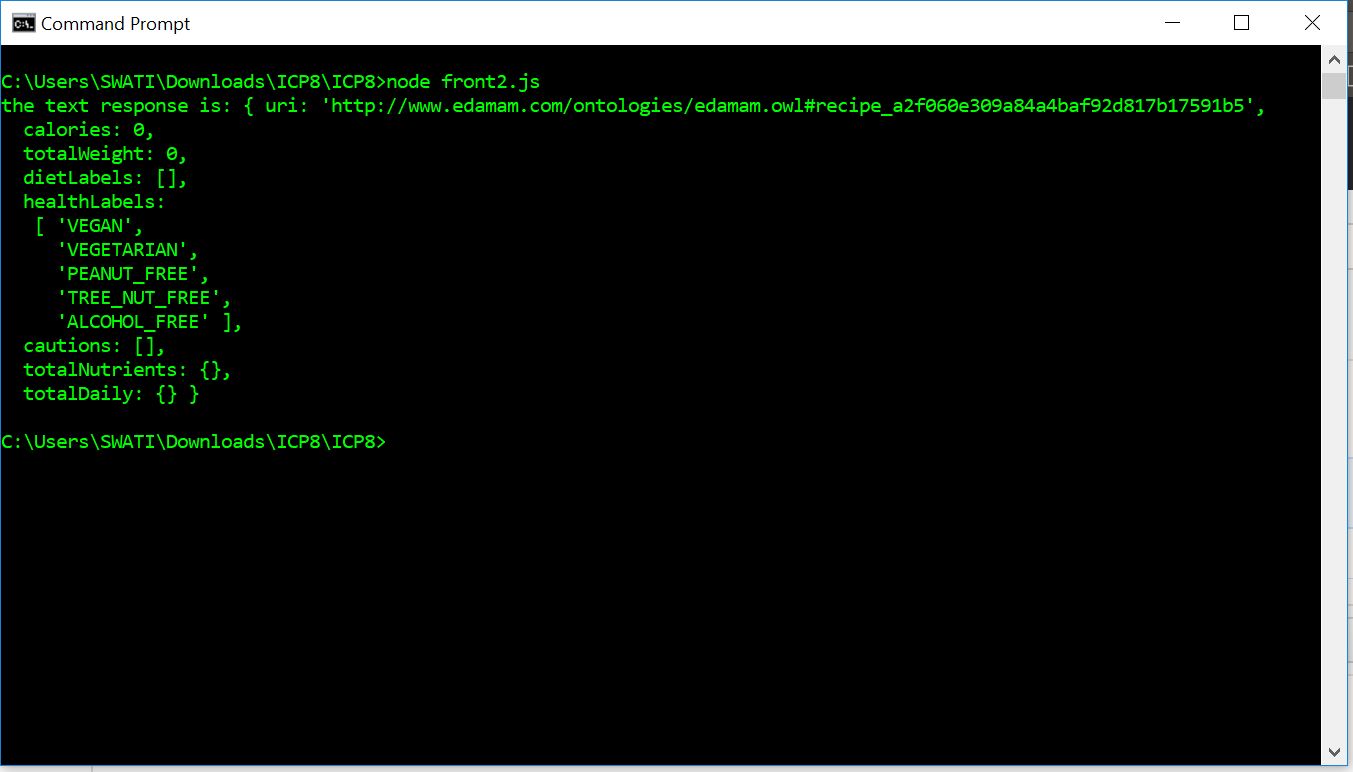 Command Prompt
C:\Users\SWATI\Downloads\ICP8\ICP8>node front2.js
the text response is: { uri: 'http://www.edamam.com/ontologies/edamam.owl#recipe_a2f060e309a84a4baf92d817b17591b5',
  calories: 0,
  totalWeight: 0,
  dietLabels: [],
  healthLabels:
   [ 'VEGAN',
     'VEGETARIAN',
     'PEANUT_FREE',
     'TREE_NUT_FREE',
     'ALCOHOL_FREE' ],
  cautions: [],
  totalNutrients: {},
  totalDaily: {} }
C:\Users\SWATI\Downloads\ICP8\ICP8>